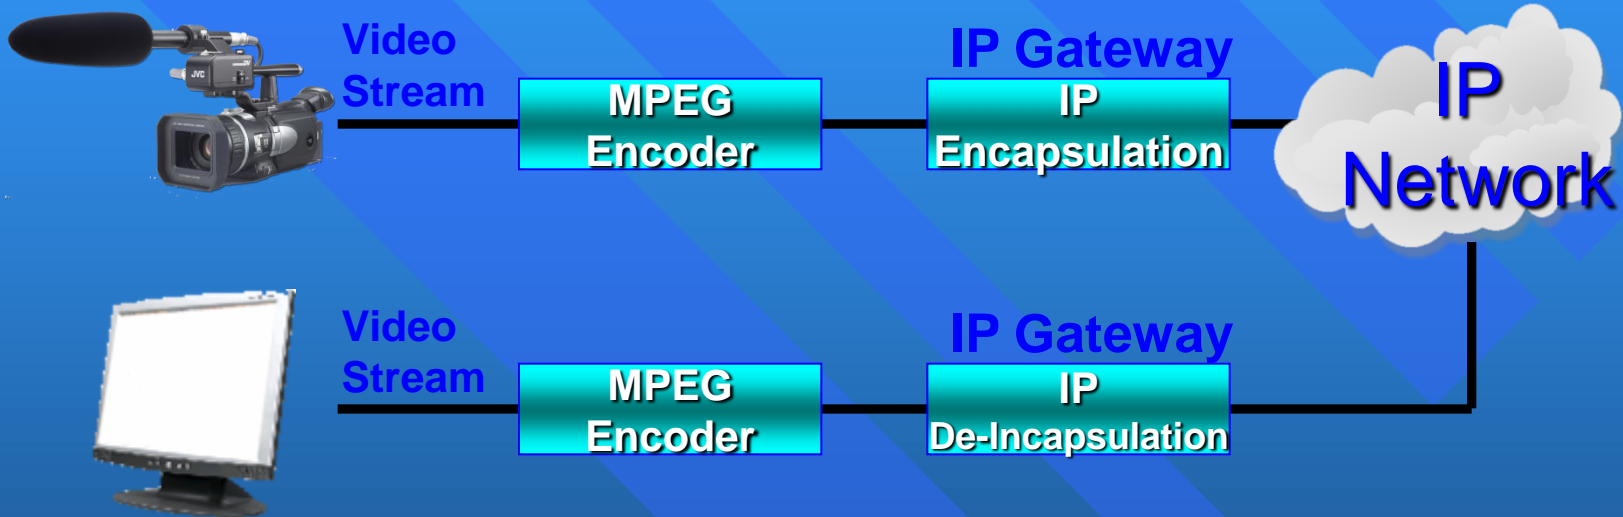 Video
Stream
MPEG
Encoder
IP Gateway
IP
Encapsulation
IP
Network
JVC
Video
Stream
MPEG
Encoder
IP Gateway
IP
De-Incapsulation